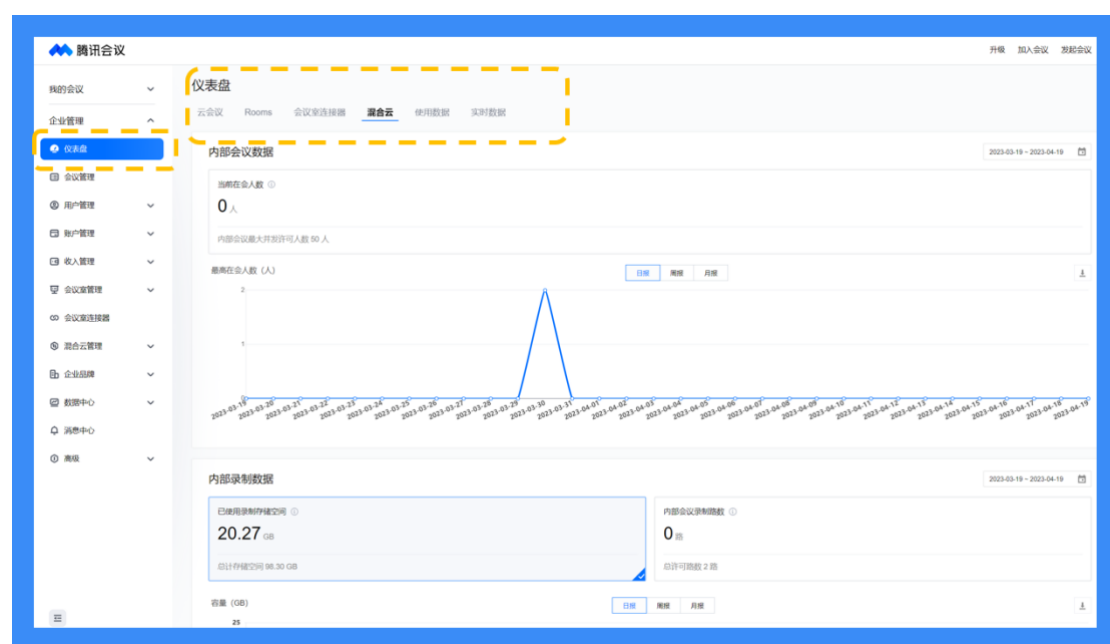 腾讯会议
升级 加入会议 发起会议
我的会议
企业管理
仪表盘
会议管理
用户管理
账户管理
收入管理
会议室管理
会议室连接器
混合云管理
企业品牌
数据中心
消息中心
高级
仪表盘
云会议 Rooms 会议室连接器 混合云 使用数据 实时数据
内部会议数据
2023-03-19 ~ 2023-04-19
当前在会人数
0 人
内部会议最大并发许可人数 50 人
最高在会人数（人）
日报 周报 月报
2
1
0
2023-03-19 2023-03-20 2023-03-21 2023-03-22 2023-03-23 2023-03-24 2023-03-25 2023-03-26 2023-03-27 2023-03-28 2023-03-29 2023-03-30 2023-03-31 2023-04-01 2023-04-02 2023-04-03 2023-04-04 2023-04-05 2023-04-06 2023-04-07 2023-04-08 2023-04-09 2023-04-10 2023-04-11 2023-04-12 2023-04-13 2023-04-14 2023-04-15 2023-04-16 2023-04-17 2023-04-18 2023-04-19
内部录制数据
2023-03-19 ~ 2023-04-19
已使用录制存储空间
20.27 GB
总计存储空间 98.30 GB
内部会议录制路数
0 路
总许可路数 2 路
容量（GB）
日报 周报 月报
25